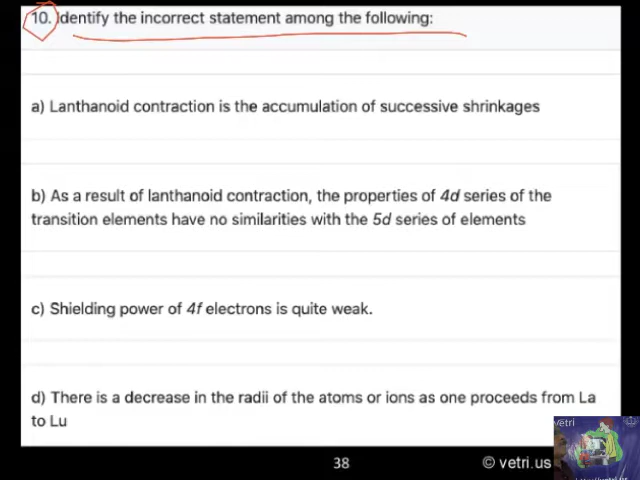 10. Identify the incorrect statement among the following:
a) Lanthanoid contraction is the accumulation of successive shrinkages
b) As a result of lanthanoid contraction, the properties of 4d series of the
transition elements have no similarities with the 5d series of elements
c) Shielding power of 4f electrons is quite weak.
d) There is a decrease in the radii of the atoms or ions as one proceeds from La
to Lu
38
© vetri.us
Vetri